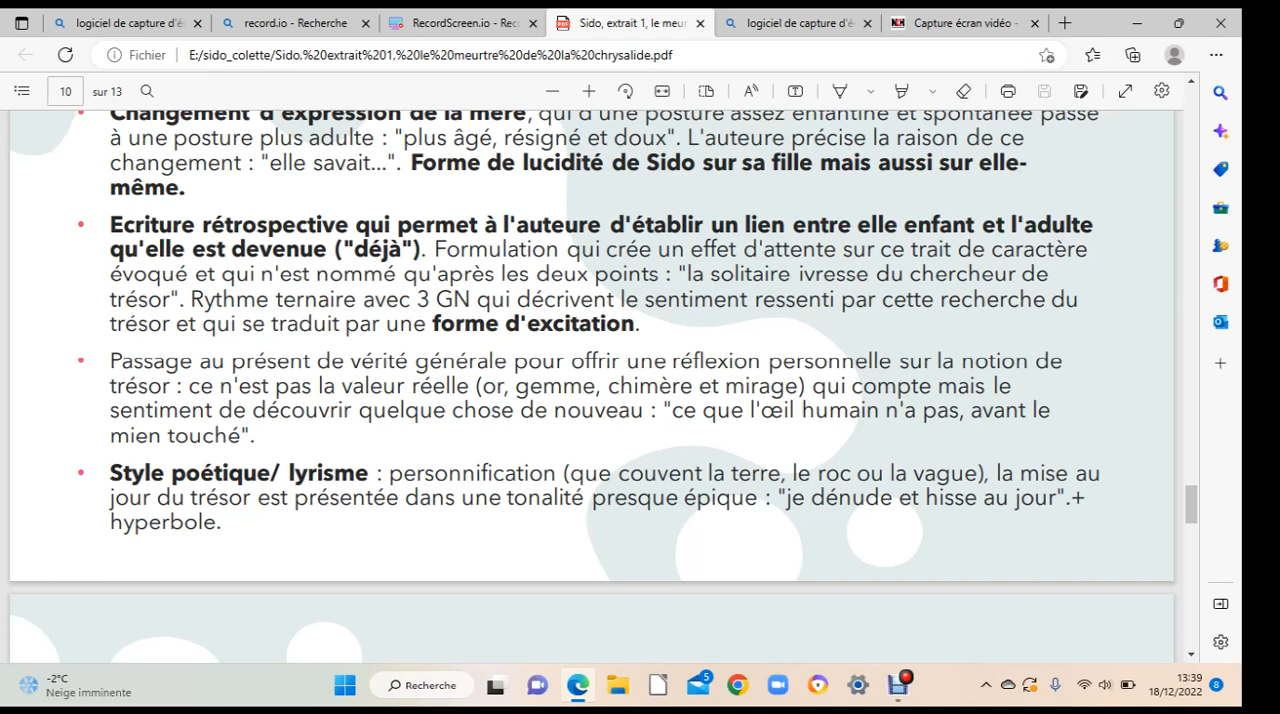 logiciel de capture d'é
record.io - Recherche
RecordScreen.io - Rec
Sido, extrait 1, le meur
logiciel de capture d'é
Capture écran vidéo -
Fichier
E:/sido_colette/Sido,%20extrait%201,%20le%20meurtre%20de%20la%20chrysalide.pdf
10 sur 13
Changement d'expression de la mère, qui d'une posture assez enfantine et spontanée passe
à une posture plus adulte : "plus âgé, résigné et doux". L'auteure précise la raison de ce
changement : "elle savait...". Forme de lucidité de Sido sur sa fille mais aussi sur elle-
même.
• Ecriture rétrospective qui permet à l'auteure d'établir un lien entre elle enfant et l'adulte
qu'elle est devenue ("déjà"). Formulation qui crée un effet d'attente sur ce trait de caractère
évoqué et qui n'est nommé qu'après les deux points : "la solitaire ivresse du chercheur de
trésor". Rythme ternaire avec 3 GN qui décrivent le sentiment ressenti par cette recherche du
trésor et qui se traduit par une forme d'excitation.
• Passage au présent de vérité générale pour offrir une réflexion personnelle sur la notion de
trésor : ce n'est pas la valeur réelle (or, gemme, chimère et mirage) qui compte mais le
sentiment de découvrir quelque chose de nouveau : "ce que l'œil humain n'a pas, avant le
mien touché".
• Style poétique/ lyrisme : personnification (que couvent la terre, le roc ou la vague), la mise au
jour du trésor est présentée dans une tonalité presque épique : "je dénude et hisse au jour".+
hyperbole.
-2°C
Neige imminente
Recherche
5
13:39
18/12/2022
8